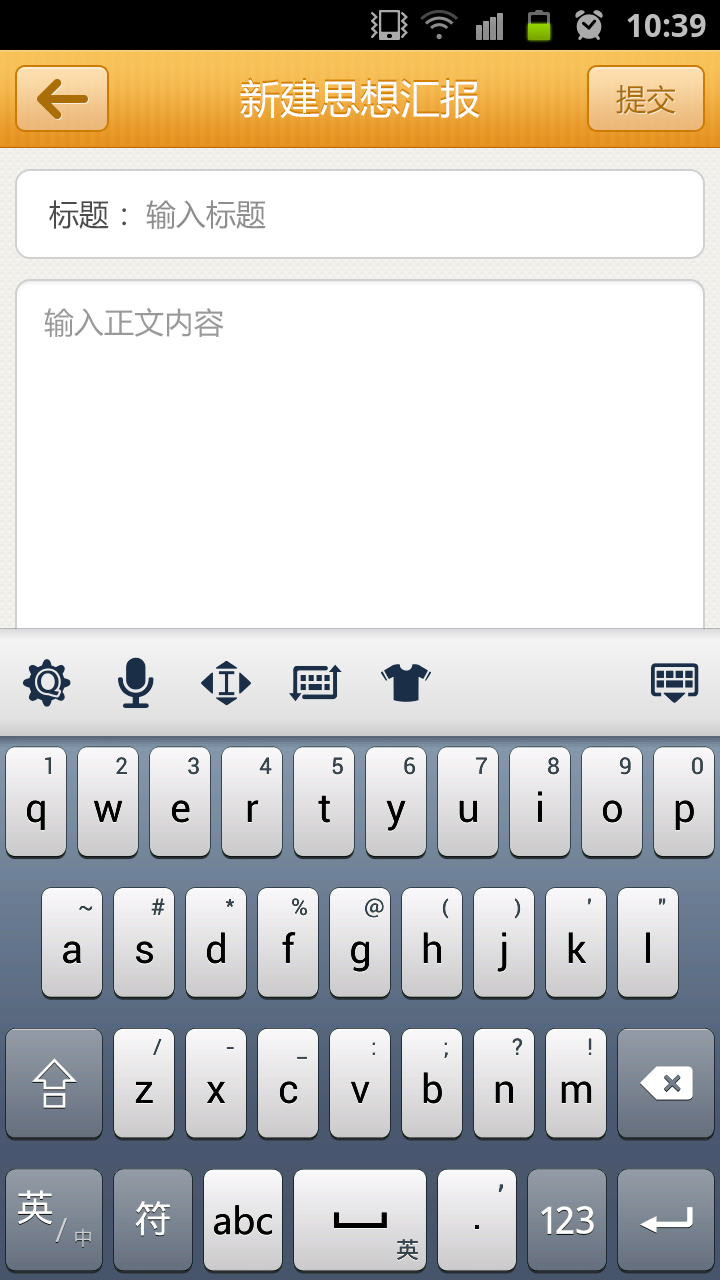 10:39
新建思想汇报
提交
标题： 输入标题
输入正文内容
1 2 3 4 5 6 7 8 9 0
q w e r t y u i o p
~ # * % @ ( ) ' "
a s d f g h j k l
/ - _ : ; ? !
z x c v b n m
英/中 符 abc 英 . ' 123